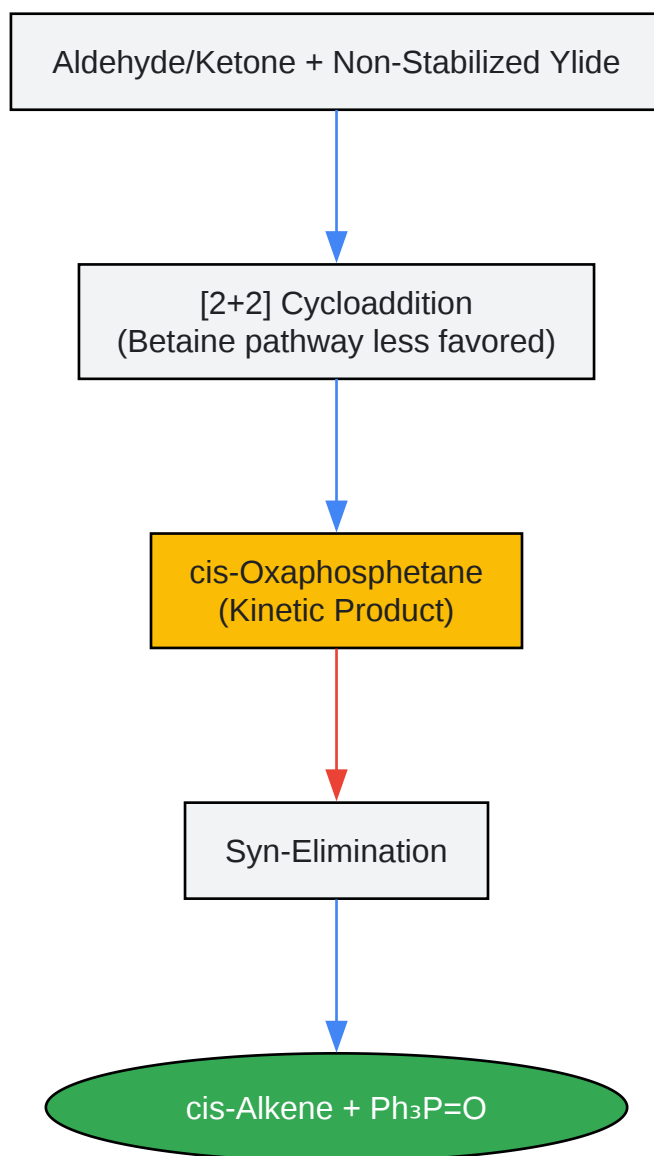 Aldehyde/Ketone + Non-Stabilized Ylide
[2+2] Cycloaddition
(Betaine pathway less favored)
cis-Oxaphosphetane
(Kinetic Product)
Syn-Elimination
cis-Alkene + Ph₃P=O